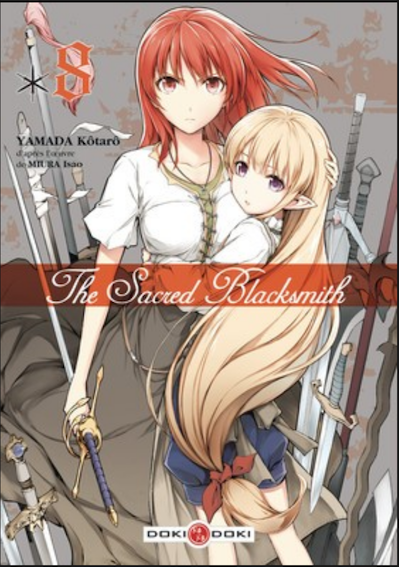 8
YAMADA Kôtarô
d'après l'œuvre
de MIURA Isao
The Sacred Blacksmith
DOKI DOKI